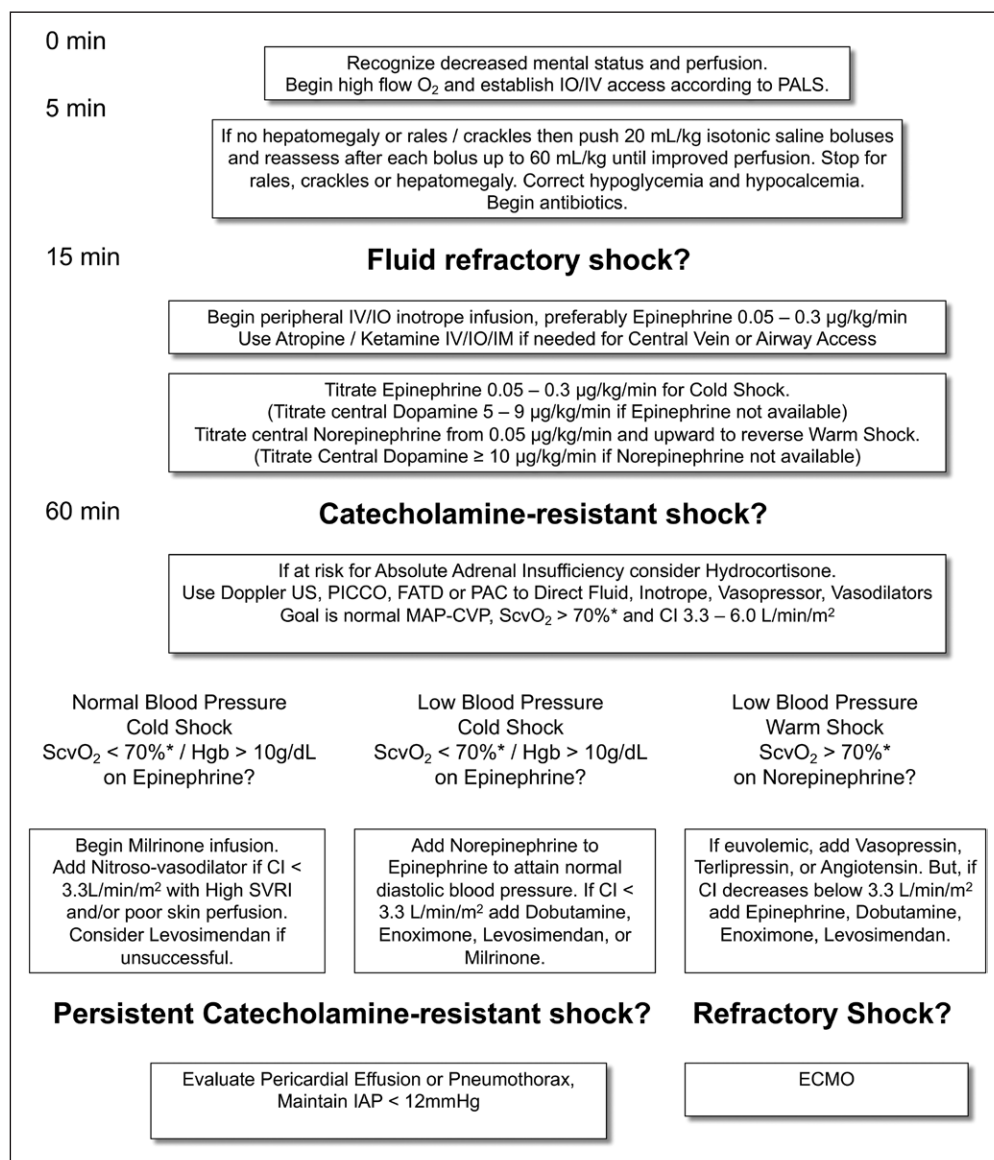 0 min
Recognize decreased mental status and perfusion.
Begin high flow O₂ and establish IO/IV access according to PALS.
5 min
If no hepatomegaly or rales / crackles then push 20 mL/kg isotonic saline boluses
and reassess after each bolus up to 60 mL/kg until improved perfusion. Stop for
rales, crackles or hepatomegaly. Correct hypoglycemia and hypocalcemia.
Begin antibiotics.
15 min
Fluid refractory shock?
Begin peripheral IV/IO inotrope infusion, preferably Epinephrine 0.05 – 0.3 µg/kg/min
Use Atropine / Ketamine IV/IO/IM if needed for Central Vein or Airway Access
Titrate Epinephrine 0.05 – 0.3 µg/kg/min for Cold Shock.
(Titrate central Dopamine 5 – 9 µg/kg/min if Epinephrine not available)
Titrate central Norepinephrine from 0.05 µg/kg/min and upward to reverse Warm Shock.
(Titrate Central Dopamine ≥ 10 µg/kg/min if Norepinephrine not available)
60 min
Catecholamine-resistant shock?
If at risk for Absolute Adrenal Insufficiency consider Hydrocortisone.
Use Doppler US, PICCO, FATD or PAC to Direct Fluid, Inotrope, Vasopressor, Vasodilators
Goal is normal MAP-CVP, ScvO₂ > 70%* and CI 3.3 – 6.0 L/min/m²
Normal Blood Pressure
Cold Shock
ScvO₂ < 70%* / Hgb > 10g/dL
on Epinephrine?
Low Blood Pressure
Cold Shock
ScvO₂ < 70%* / Hgb > 10g/dL
on Epinephrine?
Low Blood Pressure
Warm Shock
ScvO₂ > 70%*
on Norepinephrine?
Begin Milrinone infusion.
Add Nitroso-vasodilator if CI <
3.3L/min/m² with High SVRI
and/or poor skin perfusion.
Consider Levosimendan if
unsuccessful.
Add Norepinephrine to
Epinephrine to attain normal
diastolic blood pressure. If CI <
3.3 L/min/m² add Dobutamine,
Enoximone, Levosimendan, or
Milrinone.
If euvolemic, add Vasopressin,
Terlipressin, or Angiotensin. But, if
CI decreases below 3.3 L/min/m²
add Epinephrine, Dobutamine,
Enoximone, Levosimendan.
Persistent Catecholamine-resistant shock?
Refractory Shock?
Evaluate Pericardial Effusion or Pneumothorax,
Maintain IAP < 12mmHg
ECMO